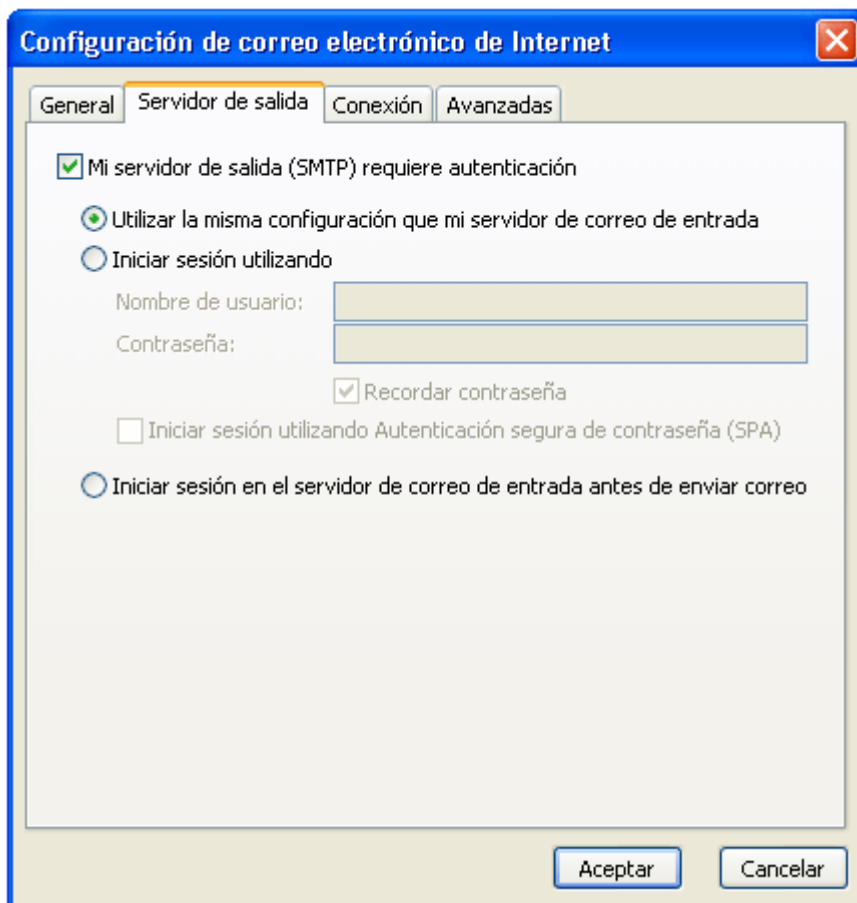 Configuración de correo electrónico de Internet
General Servidor de salida Conexión Avanzadas
Mi servidor de salida (SMTP) requiere autenticación
Utilizar la misma configuración que mi servidor de correo de entrada
Iniciar sesión utilizando
Nombre de usuario:
Contraseña:
Recordar contraseña
Iniciar sesión utilizando Autenticación segura de contraseña (SPA)
Iniciar sesión en el servidor de correo de entrada antes de enviar correo
Aceptar Cancelar